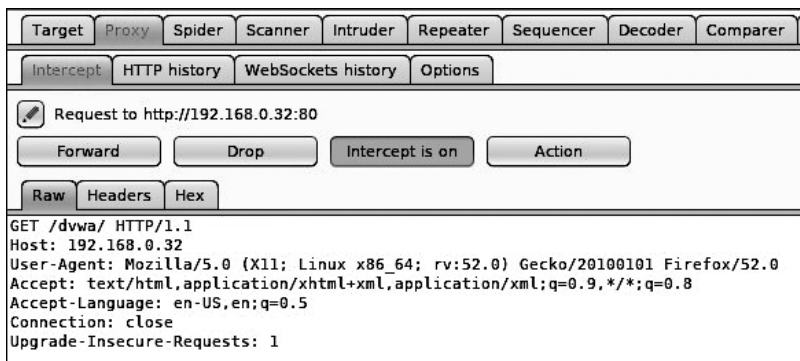 Target Proxy Spider Scanner Intruder Repeater Sequencer Decoder Comparer
Intercept HTTP history WebSockets history Options
Request to http://192.168.0.32:80
Forward Drop Intercept is on Action
Raw Headers Hex
GET /dvwa/ HTTP/1.1
Host: 192.168.0.32
User-Agent: Mozilla/5.0 (X11; Linux x86_64; rv:52.0) Gecko/20100101 Firefox/52.0
Accept: text/html,application/xhtml+xml,application/xml;q=0.9,*/*;q=0.8
Accept-Language: en-US,en;q=0.5
Connection: close
Upgrade-Insecure-Requests: 1